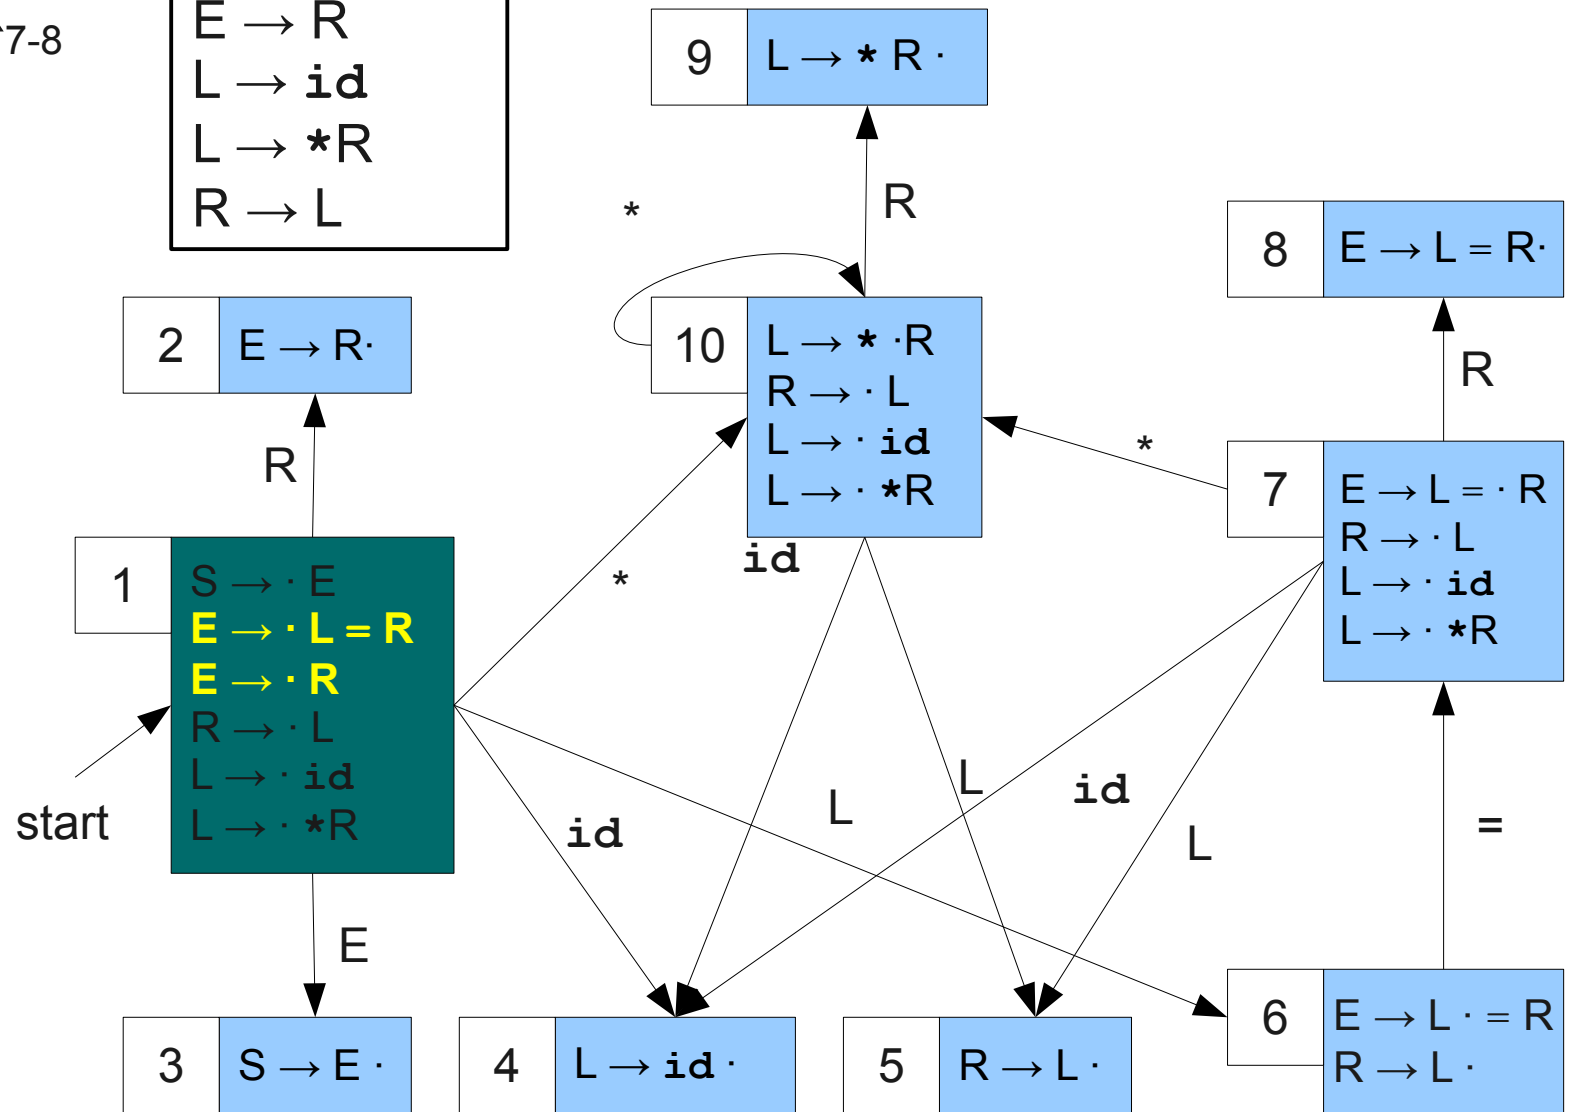 E → R
^7-8
L → id
L → *R
R → L
9
L → * R ·
*
R
8
E → L = R·
2
E → R·
10
L → * ·R
R → · L
L → · id
L → · *R
R
R
*
7
E → L = · R
R → · L
L → · id
L → · *R
1
S → · E
E → · L = R
E → · R
R → · L
L → · id
L → · *R
id
*
start
id
L
L
id
L
=
E
3
S → E ·
4
L → id ·
5
R → L ·
6
E → L · = R
R → L ·